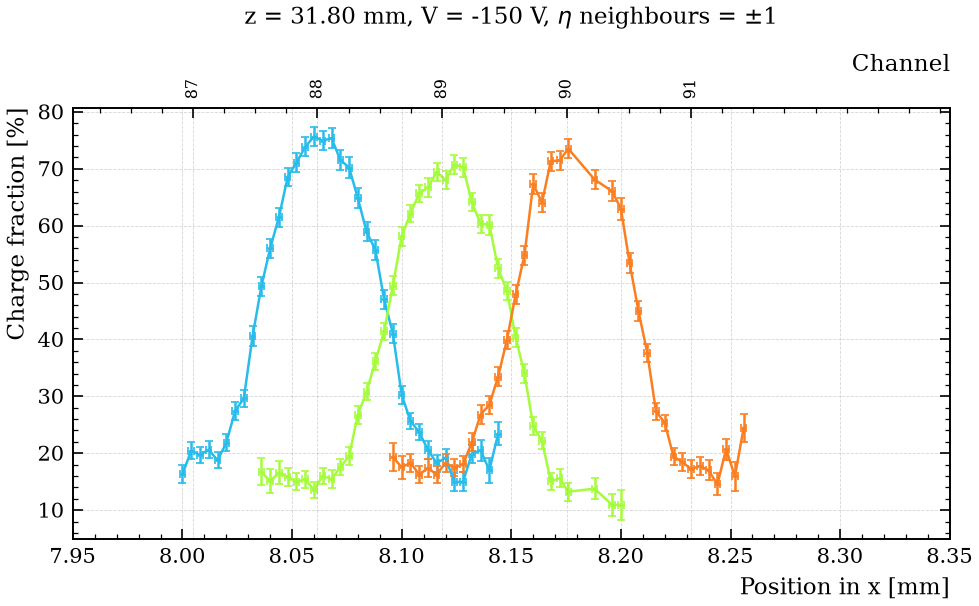 z = 31.80 mm, V = -150 V, η neighbours = ±1
Channel
87 88 89 90 91
Charge fraction [%]
80
70
60
50
40
30
20
10
7.95 8.00 8.05 8.10 8.15 8.20 8.25 8.30 8.35
Position in x [mm]